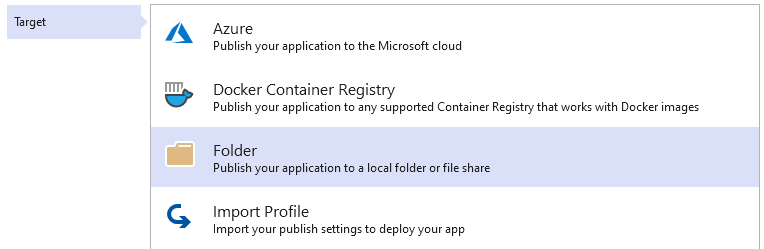 Target
Azure
Publish your application to the Microsoft cloud
Docker Container Registry
Publish your application to any supported Container Registry that works with Docker images
Folder
Publish your application to a local folder or file share
Import Profile
Import your publish settings to deploy your app